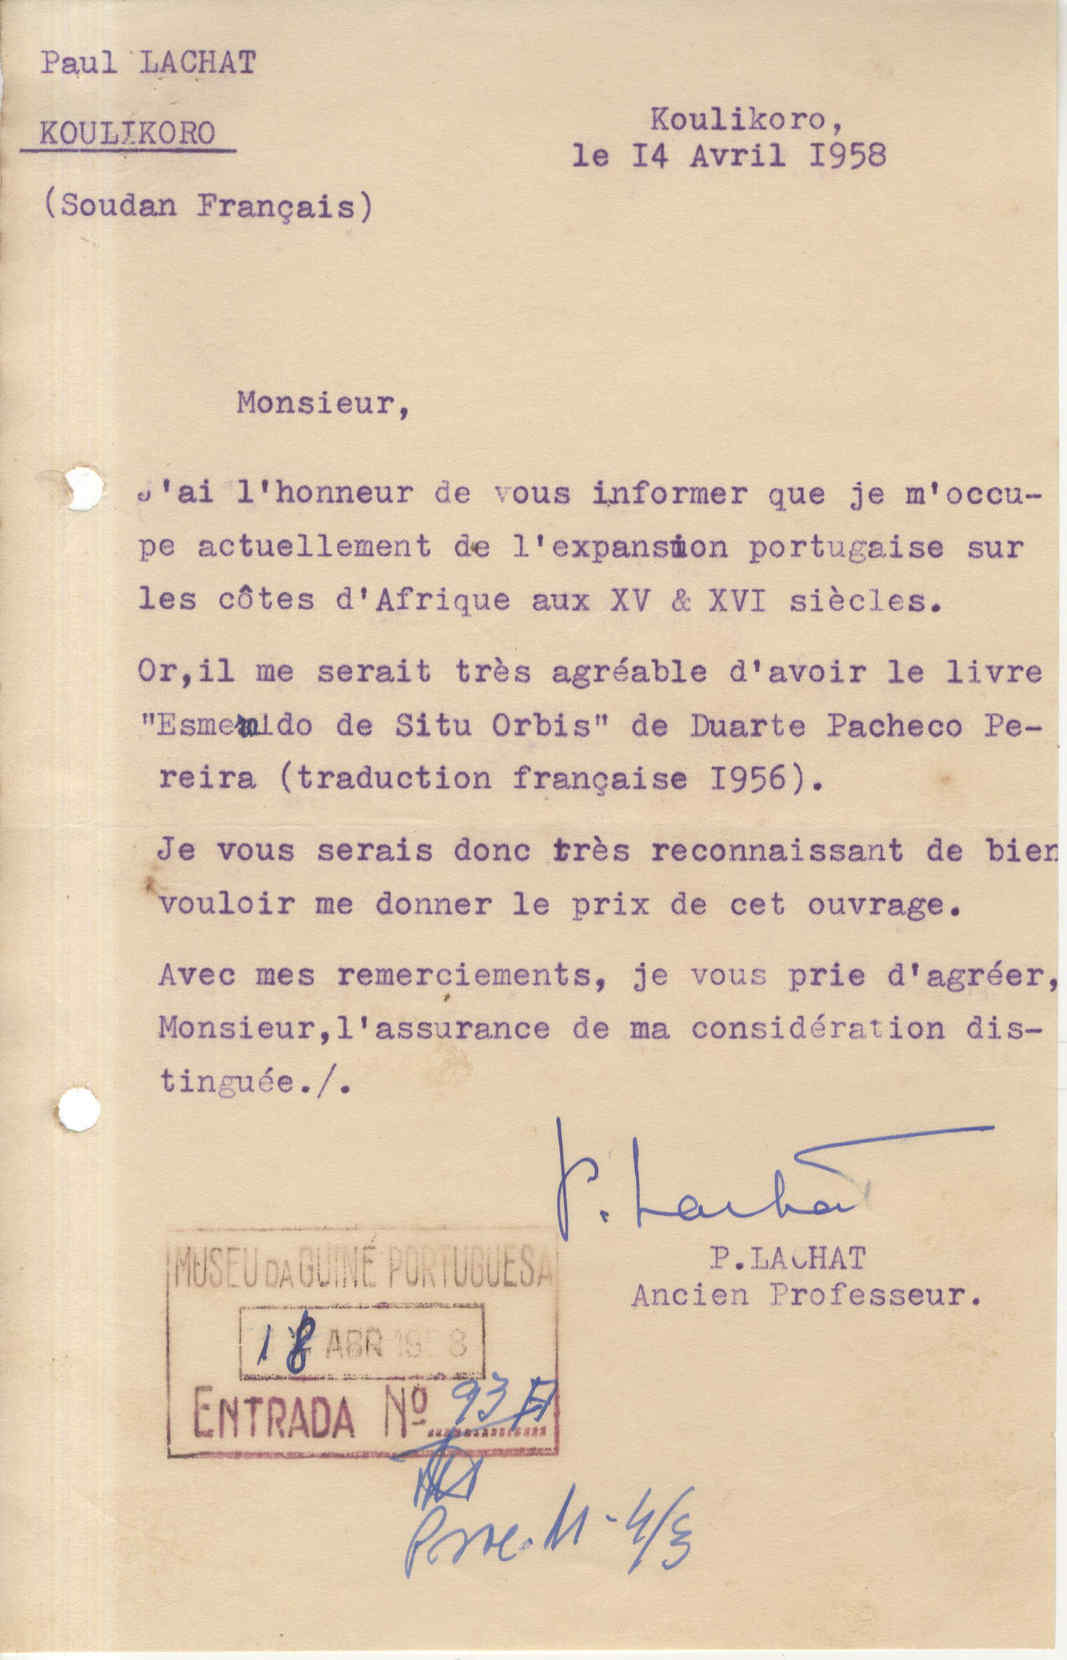 Paul LACHAT
KOULIKORO
(Soudan Français)
Koulikoro,
le I4 Avril I958
Monsieur,
J'ai l'honneur de vous informer que je m'occu-
pe actuellement de l'expansion portugaise sur
les côtes d'Afrique aux XV & XVI siècles.
Or,il me serait très agréable d'avoir le livre
"Esmeraldo de Situ Orbis" de Duarte Pacheco Pe-
reira (traduction française I956).
Je vous serais donc très reconnaissant de bien
vouloir me donner le prix de cet ouvrage.
Avec mes remerciements, je vous prie d'agréer,
Monsieur,l'assurance de ma considération dis-
tinguée./.
P. Lachat
P.LACHAT
Ancien Professeur.
MUSEU DA GUINÉ PORTUGUESA
18 ABR 1958
ENTRADA Nº 93